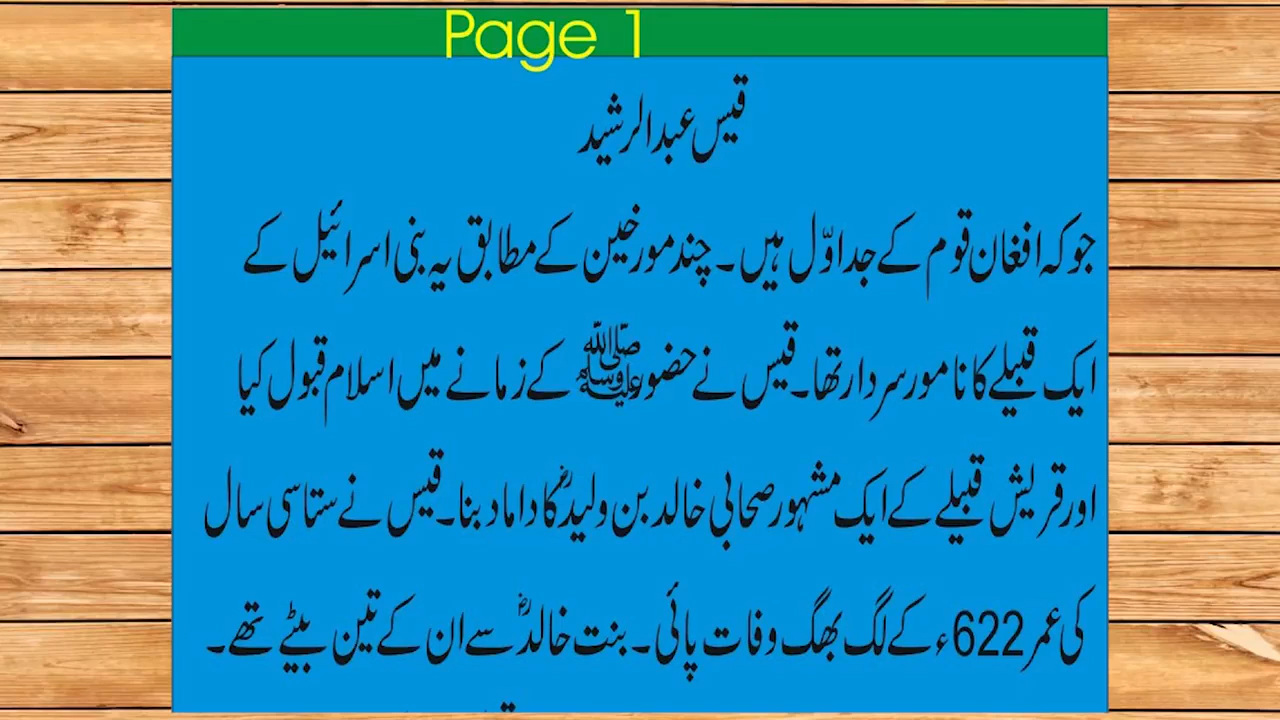 Page 1
قیس عبدالرشید
جو کہ افغان قوم کے جد اوّل ہیں۔ چند مورخین کے مطابق یہ بنی اسرائیل کے
ایک قبیلے کا نامور سردار تھا۔ قیس نے حضورﷺ کے زمانے میں اسلام قبول کیا
اور قریش قبیلے کے ایک مشہور صحابی خالد بن ولیدؓ کا داماد بنا۔ قیس نے ستاسی سال
کی عمر 622ء کے لگ بھگ وفات پائی۔ بنت خالدؓ سے ان کے تین بیٹے تھے۔